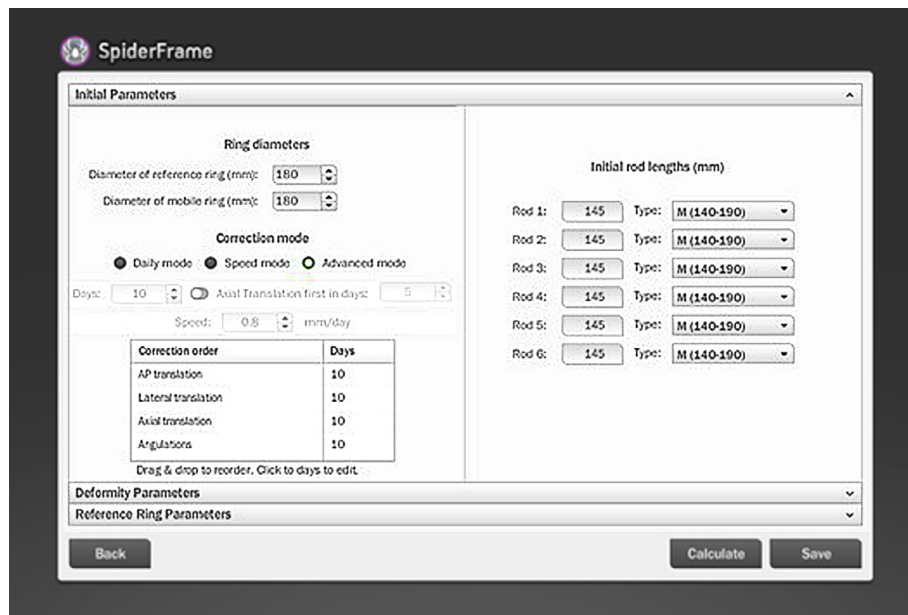 SpiderFrame
Initial Parameters
Ring diameters
Diameter of reference ring (mm): 180
Diameter of mobile ring (mm): 180
Correction mode
Daily mode Speed mode Advanced mode
Days: 10 Axial Translation first in days: 5
Speed: 0.8 mm/day
Correction order Days
AP translation 10
Lateral translation 10
Axial translation 10
Angulations 10
Drag & drop to reorder. Click to days to edit.
Initial rod lengths (mm)
Rod 1: 145 Type: M (140-190)
Rod 2: 145 Type: M (140-190)
Rod 3: 145 Type: M (140-190)
Rod 4: 145 Type: M (140-190)
Rod 5: 145 Type: M (140-190)
Rod 6: 145 Type: M (140-190)
Deformity Parameters
Reference Ring Parameters
Back Calculate Save